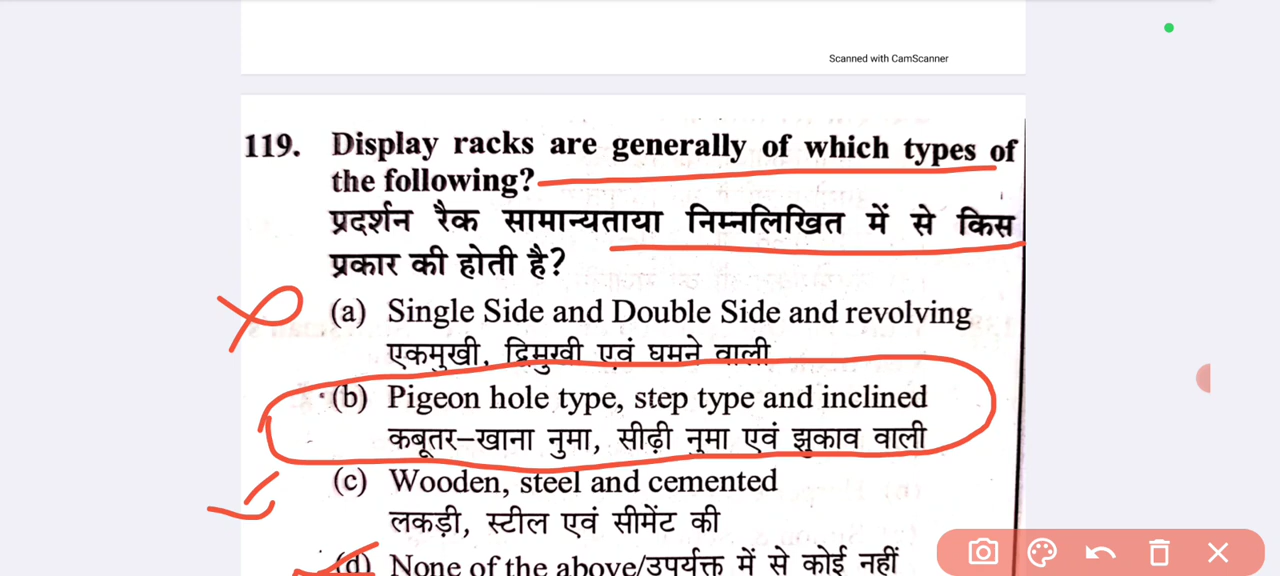 Scanned with CamScanner
119. Display racks are generally of which types of
the following?
प्रदर्शन रैक सामान्यताया निम्नलिखित में से किस
प्रकार की होती है?
(a) Single Side and Double Side and revolving
एकमुखी, द्विमुखी एवं घमने वाली
(b) Pigeon hole type, step type and inclined
कबूतर-खाना नुमा, सीढ़ी नुमा एवं झुकाव वाली
(c) Wooden, steel and cemented
लकड़ी, स्टील एवं सीमेंट की
(d) None of the above/उपर्यक्त में से कोई नहीं